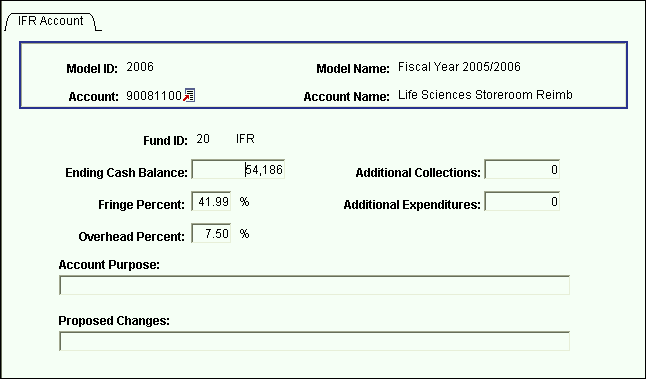 IFR Account
Model ID: 2006 Model Name: Fiscal Year 2005/2006
Account: 90081100 Account Name: Life Sciences Storeroom Reimb
Fund ID: 20 IFR
Ending Cash Balance: 54,186 Additional Collections: 0
Fringe Percent: 41.99 % Additional Expenditures: 0
Overhead Percent: 7.50 %
Account Purpose:
Proposed Changes: